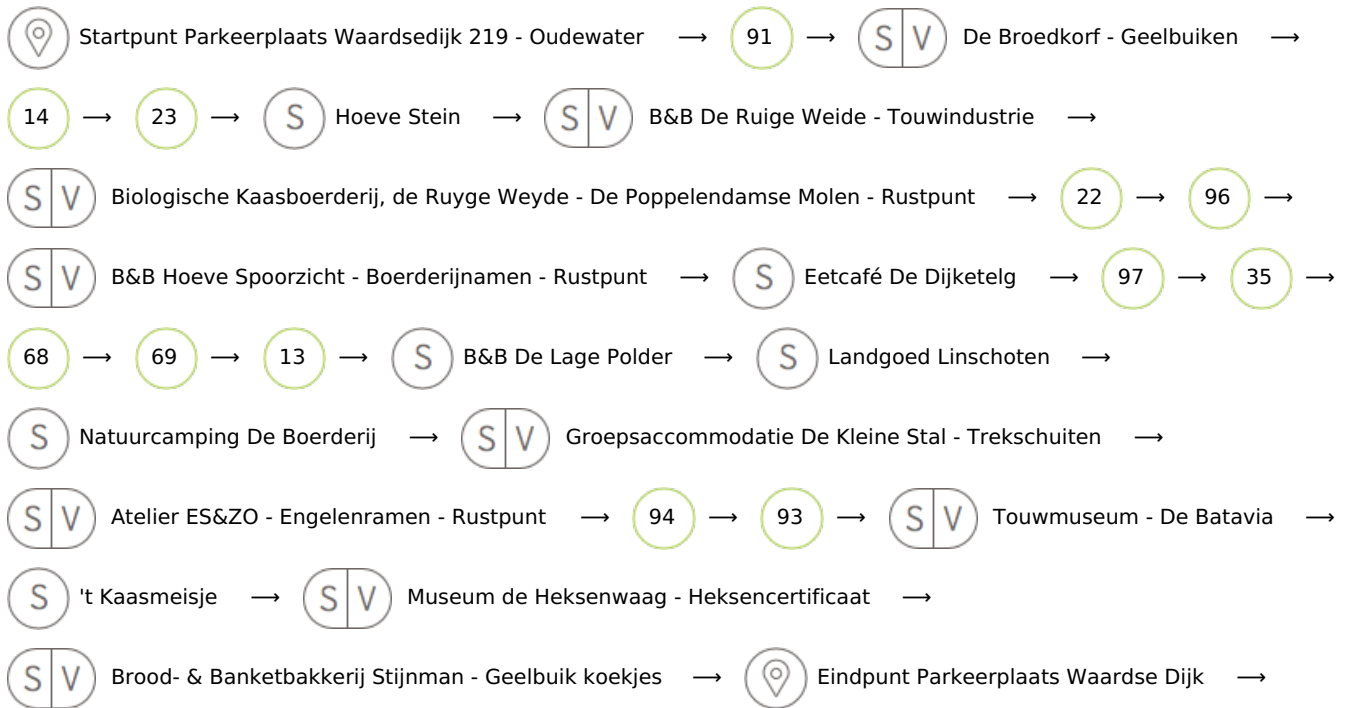 Startpunt Parkeerplaats Waardsedijk 219 - Oudewater → 91 → S V De Broedkorf - Geelbuiken →
14 → 23 → S Hoeve Stein → S V B&B De Ruige Weide - Touwindustrie →
S V Biologische Kaasboerderij, de Ruyge Weyde - De Poppelendamse Molen - Rustpunt → 22 → 96 →
S V B&B Hoeve Spoorzicht - Boerderijnamen - Rustpunt → S Eetcafé De Dijketelg → 97 → 35 →
68 → 69 → 13 → S B&B De Lage Polder → S Landgoed Linschoten →
S Natuurcamping De Boerderij → S V Groepsaccommodatie De Kleine Stal - Trekschuiten →
S V Atelier ES&ZO - Engelenramen - Rustpunt → 94 → 93 → S V Touwmuseum - De Batavia →
S 't Kaasmeisje → S V Museum de Heksenwaag - Heksencertificaat →
S V Brood- & Banketbakkerij Stijnman - Geelbuik koekjes → Eindpunt Parkeerplaats Waardse Dijk →